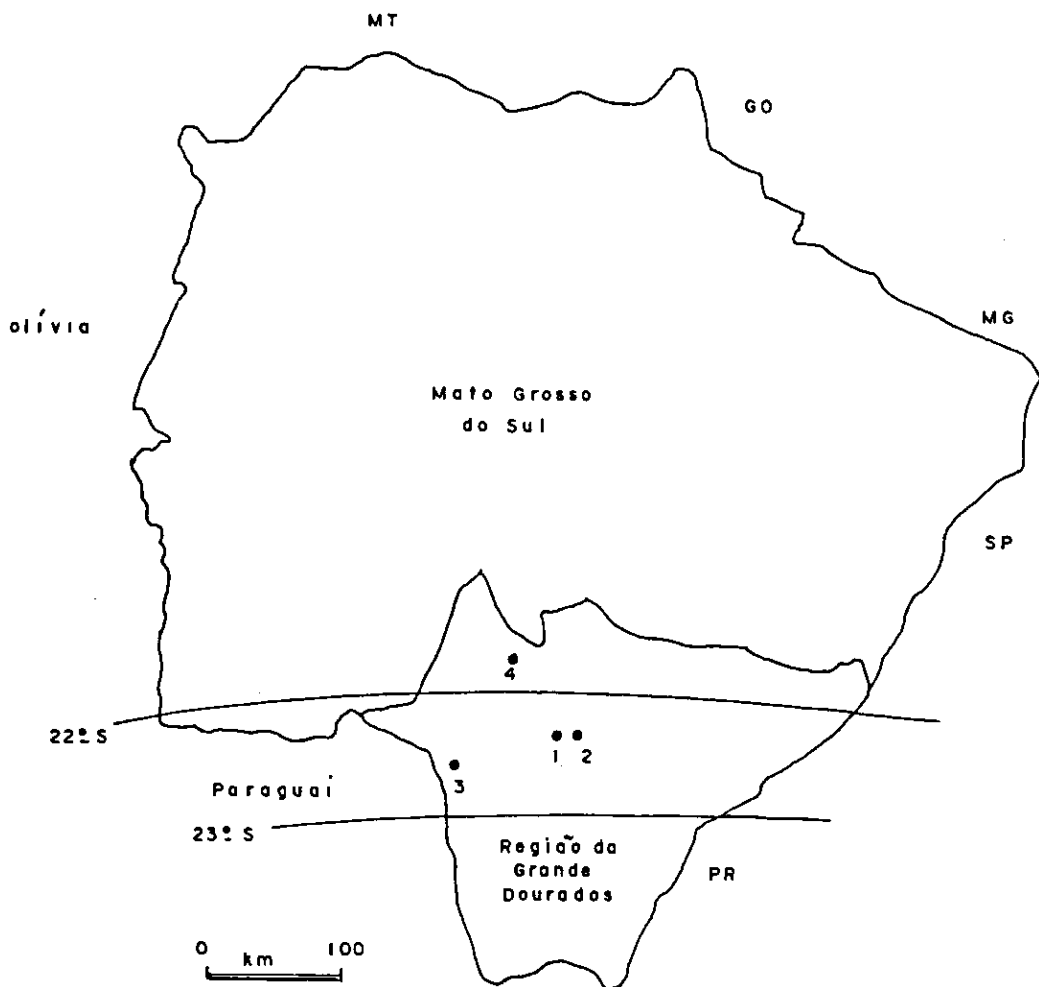 MT
GO
olívia
MG
Mato Grosso
do Sul
SP
4
22º S
1 2
3
Paraguai
23º S
Região da
Grande
Dourados
PR
0 km 100